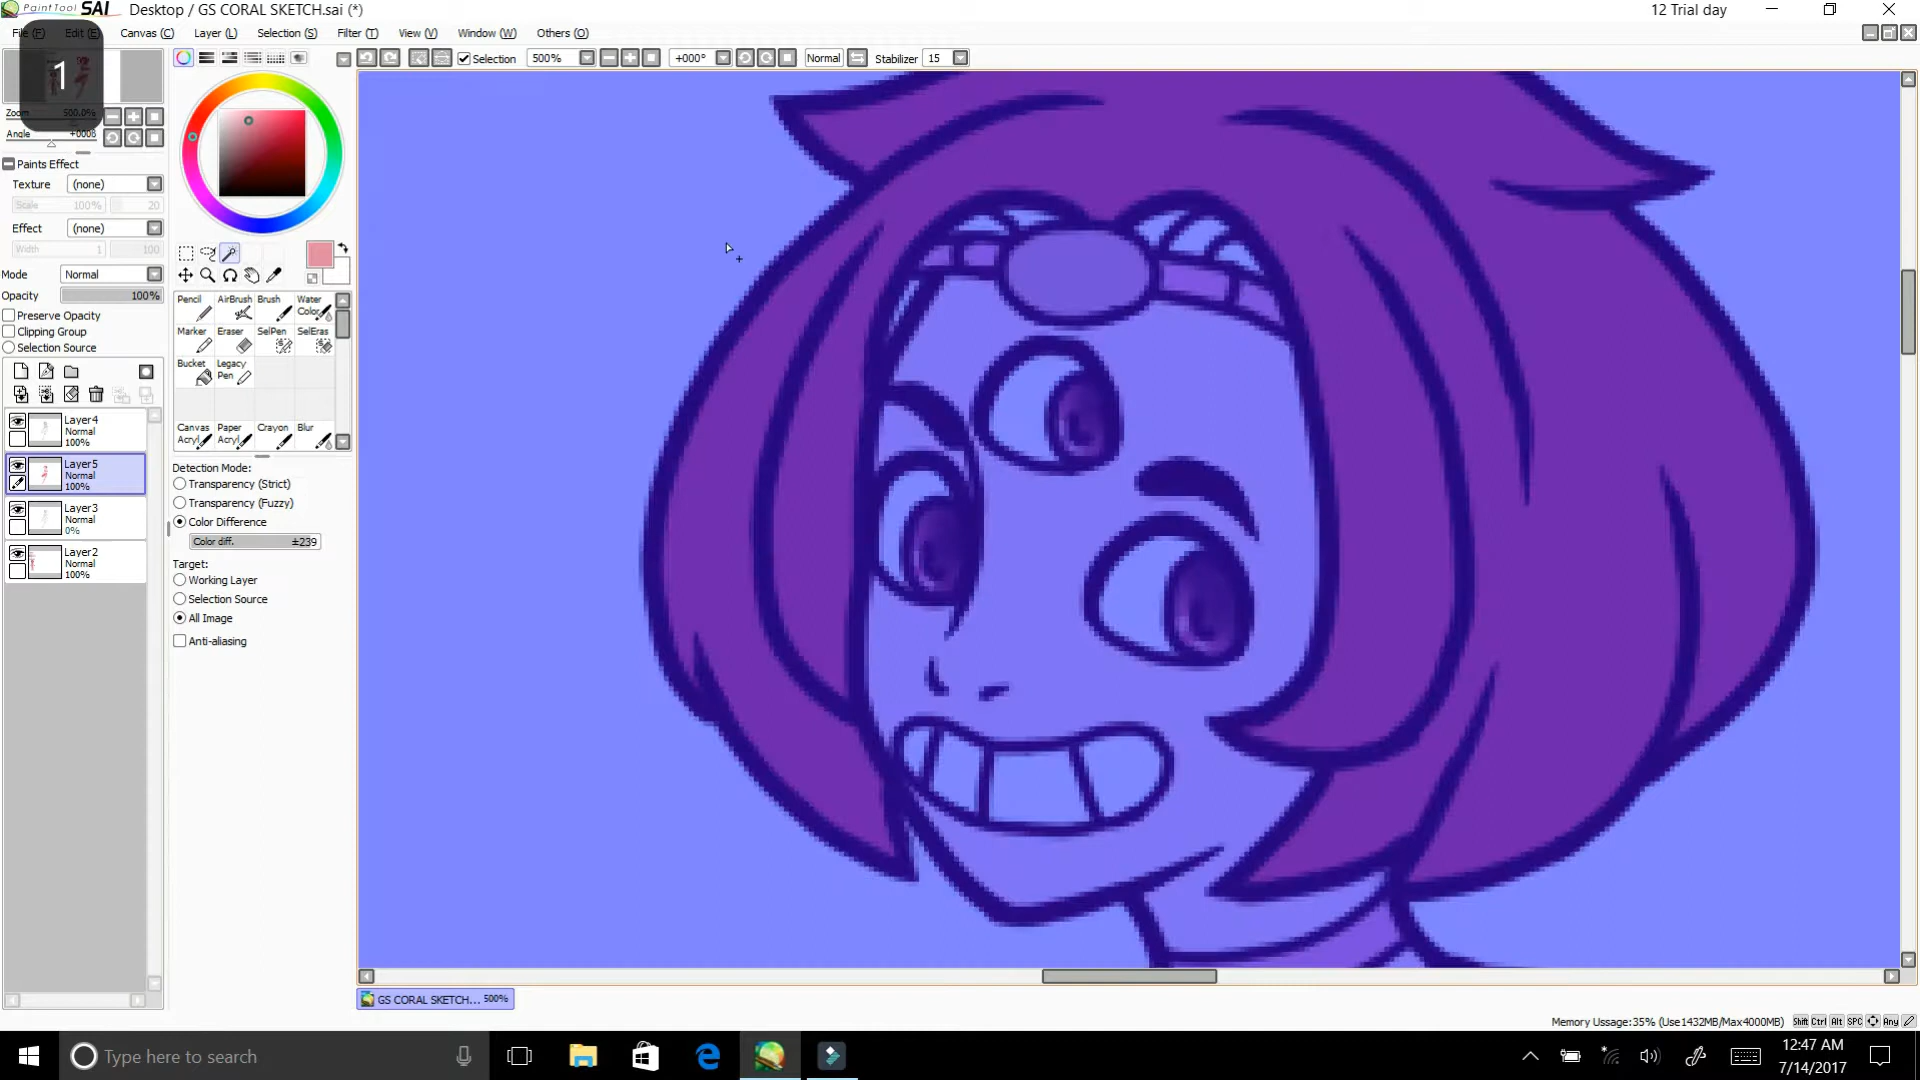 PaintTool SAI Desktop / GS CORAL SKETCH.sai (*) 12 Trial day
File (F) Edit (E) Canvas (C) Layer (L) Selection (S) Filter (T) View (V) Window (W) Others (O)
1
Selection 500% +000° Normal Stabilizer 15
Zoom 500.0%
Angle +000°
Paints Effect
Texture (none)
Scale 100% 20
Effect (none)
Width 1 100
Mode Normal
Opacity 100%
Preserve Opacity
Clipping Group
Selection Source
Layer4
Normal
100%
Layer5
Normal
100%
Layer3
Normal
0%
Layer2
Normal
100%
Pencil AirBrush Brush Water Color
Marker Eraser SelPen SelEras
Bucket Legacy Pen
Canvas Acryl Paper Acryl Crayon Blur
Detection Mode:
Transparency (Strict)
Transparency (Fuzzy)
Color Difference
Color diff. ±239
Target:
Working Layer
Selection Source
All Image
Anti-aliasing
GS CORAL SKETCH... 500%
Memory Ussage:35% (Use1432MB/Max4000MB) Shift Ctrl Alt SPC Any
Type here to search
12:47 AM
7/14/2017